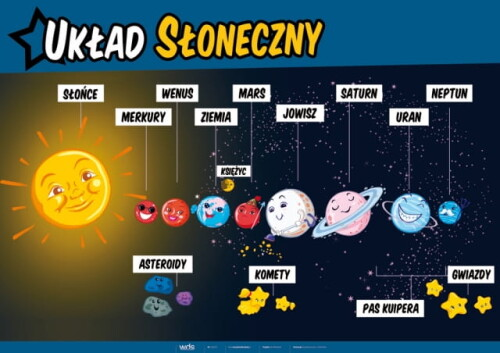 UKŁAD SŁONECZNY
SŁOŃCE
WENUS
MARS
SATURN
NEPTUN
MERKURY
ZIEMIA
JOWISZ
URAN
KSIĘŻYC
ASTEROIDY
KOMETY
GWIAZDY
PAS KUIPERA